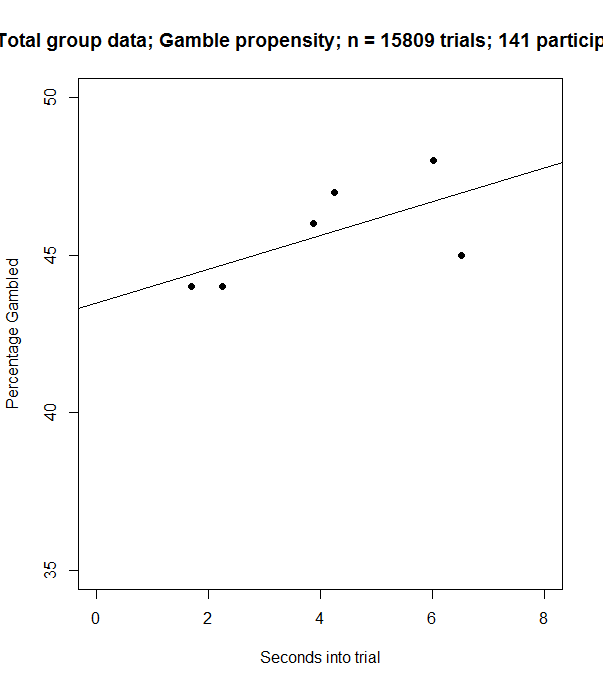 Total group data; Gamble propensity; n = 15809 trials; 141 particip
50
45
40
35
Percentage Gambled
0 2 4 6 8
Seconds into trial